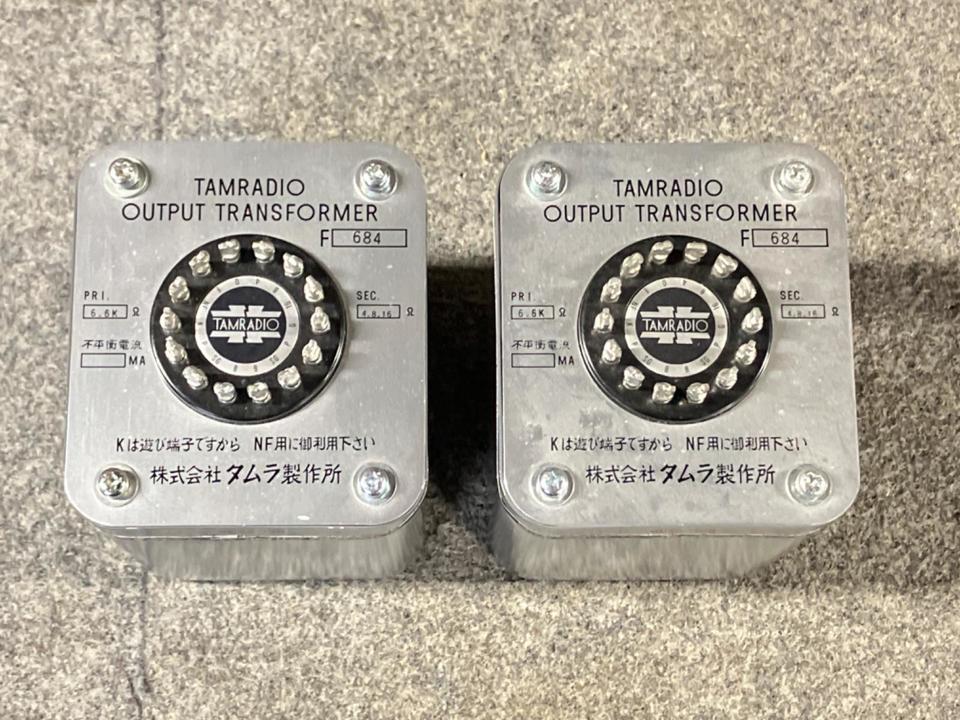 TAMRADIO
OUTPUT TRANSFORMER
F 684
PRI.
6.6K Ω
SEC.
4.8.16 Ω
不平衡電流
MA
TAMRADIO
Kは遊び端子ですから NF用に御利用下さい
株式会社タムラ製作所
TAMRADIO
OUTPUT TRANSFORMER
F 684
PRI.
6.6K Ω
SEC.
4.8.16 Ω
不平衡電流
MA
TAMRADIO
Kは遊び端子ですから NF用に御利用下さい
株式会社タムラ製作所